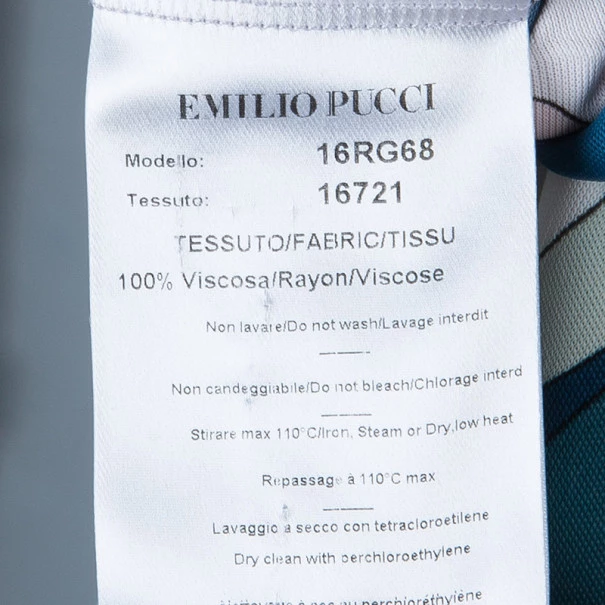 EMILIO PUCCI
Modello: 16RG68
Tessuto: 16721
TESSUTO/FABRIC/TISSU
100% Viscosa/Rayon/Viscose
Non lavare/Do not wash/Lavage interdit
Non candeggiabile/Do not bleach/Chlorage interd
Stirare max 110°C/Iron, Steam or Dry,low heat
Repassage à 110°C max
Lavaggio a secco con tetracloroetilene
Dry clean with perchloroethylene
au perchloréthylène